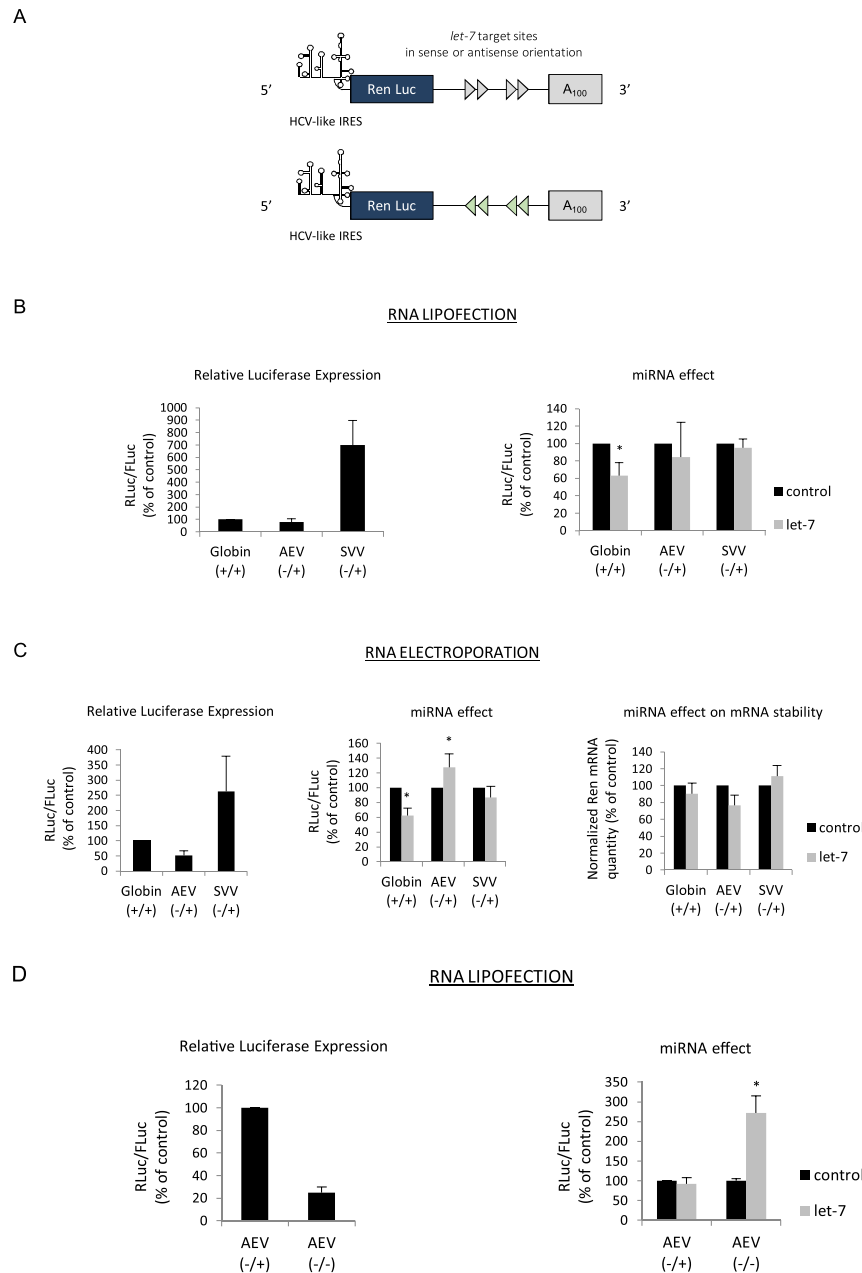 A
let-7 target sites
in sense or antisense orientation
5′ Ren Luc A100 3′
HCV-like IRES
5′ Ren Luc A100 3′
HCV-like IRES
B
RNA LIPOFECTION
Relative Luciferase Expression
RLuc/FLuc
(% of control)
1000
900
800
700
600
500
400
300
200
100
0
Globin AEV SVV
(+/+) (-/+) (-/+)
miRNA effect
RLuc/FLuc
(% of control)
140
120
100
80
60
40
20
0
*
Globin AEV SVV
(+/+) (-/+) (-/+)
control
let-7
C
RNA ELECTROPORATION
Relative Luciferase Expression
RLuc/FLuc
(% of control)
400
350
300
250
200
150
100
50
0
Globin AEV SVV
(+/+) (-/+) (-/+)
miRNA effect
RLuc/FLuc
(% of control)
160
140
120
100
80
60
40
20
0
* *
Globin AEV SVV
(+/+) (-/+) (-/+)
miRNA effect on mRNA stability
Normalized Ren mRNA
quantity (% of control)
140
120
100
80
60
40
20
0
Globin AEV SVV
(+/+) (-/+) (-/+)
control
let-7
D
RNA LIPOFECTION
Relative Luciferase Expression
RLuc/FLuc
(% of control)
120
100
80
60
40
20
0
AEV AEV
(-/+) (-/-)
miRNA effect
RLuc/FLuc
(% of control)
350
300
250
200
150
100
50
0
*
AEV AEV
(-/+) (-/-)
control
let-7